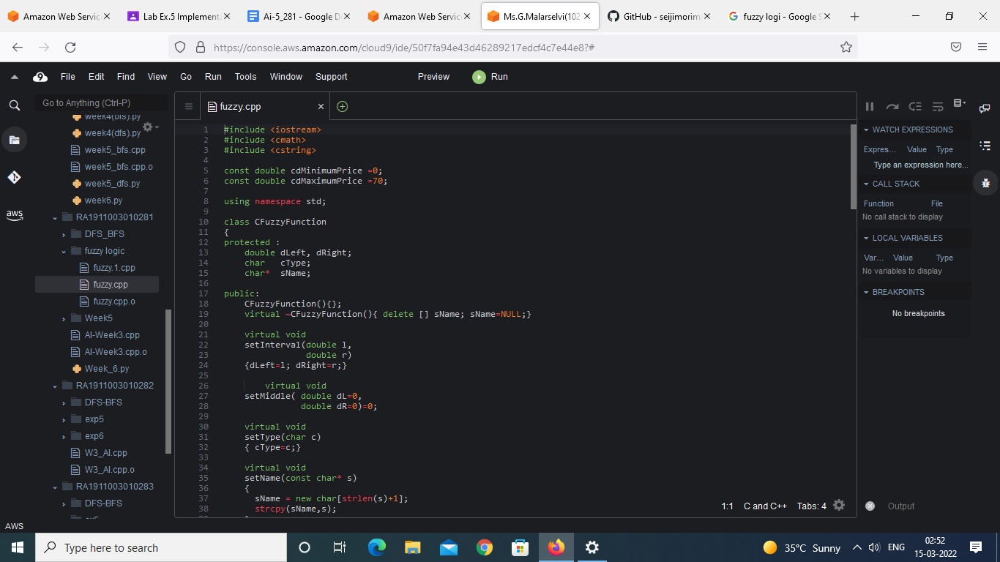 Amazon Web Servic
Lab Ex.5 Implementa
Ai-5_281 - Google D
Amazon Web Servic
Ms.G.Malarselvi(102
GitHub - seijimorim
fuzzy logi - Google S
https://console.aws.amazon.com/cloud9/ide/50f7fa94e43d46289217edcf4c7e44e8?#
9 File Edit Find View Go Run Tools Window Support Preview Run
Go to Anything (Ctrl-P)
week4(bfs).py
week4(dfs).py
week5_bfs.cpp
week5_bfs.cpp.o
week5_dfs.py
week6.py
RA1911003010281
DFS_BFS
fuzzy logic
fuzzy.1.cpp
fuzzy.cpp
fuzzy.cpp.o
Week5
AI-Week3.cpp
AI-Week3.cpp.o
Week_6.py
RA1911003010282
DFS-BFS
exp5
exp6
W3_AI.cpp
W3_AI.cpp.o
RA1911003010283
DFS-BFS
aws
AWS
fuzzy.cpp
1 #include <iostream>
2 #include <cmath>
3 #include <cstring>
4
5 const double cdMinimumPrice =0;
6 const double cdMaximumPrice =70;
7
8 using namespace std;
9
10 class CFuzzyFunction
11 {
12 protected :
13 double dLeft, dRight;
14 char cType;
15 char* sName;
16
17 public:
18 CFuzzyFunction(){};
19 virtual ~CFuzzyFunction(){ delete [] sName; sName=NULL;}
20
21 virtual void
22 setInterval(double l,
23 double r)
24 {dLeft=l; dRight=r;}
25
26 virtual void
27 setMiddle( double dL=0,
28 double dR=0)=0;
29
30 virtual void
31 setType(char c)
32 { cType=c;}
33
34 virtual void
35 setName(const char* s)
36 {
37 sName = new char[strlen(s)+1];
38 strcpy(sName,s);
1:1 C and C++ Tabs: 4
WATCH EXPRESSIONS
Expres... Value Type
Type an expression here...
CALL STACK
Function File
No call stack to display
LOCAL VARIABLES
Var... Value Type
No variables to display
BREAKPOINTS
No breakpoints
Output
Type here to search
35°C Sunny
ENG
02:52
15-03-2022